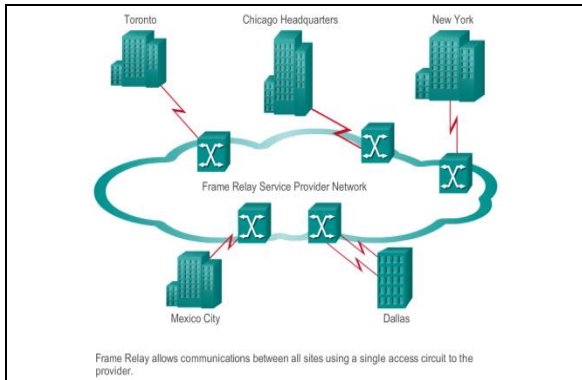 Toronto
Chicago Headquarters
New York
Frame Relay Service Provider Network
Mexico City
Dallas
Frame Relay allows communications between all sites using a single access circuit to the
provider.